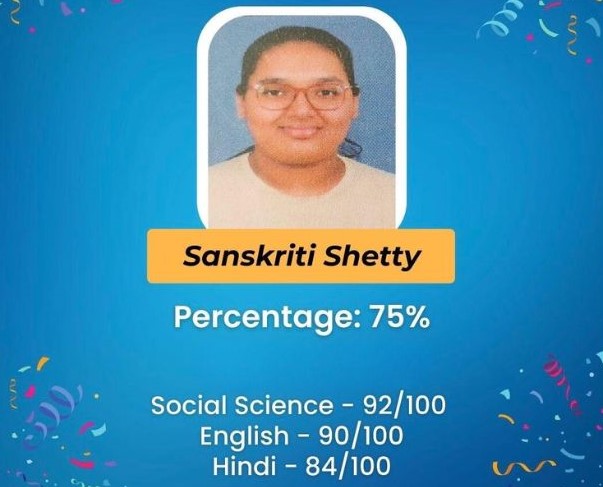 Sanskriti Shetty
Percentage: 75%
Social Science - 92/100
English - 90/100
Hindi - 84/100